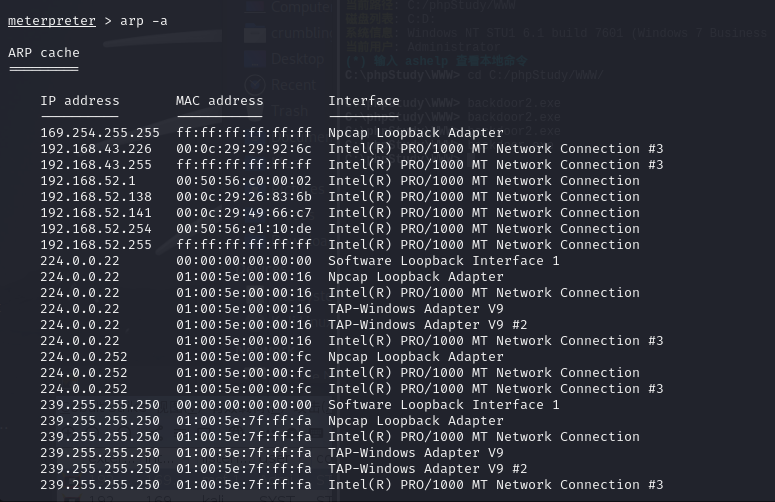 meterpreter > arp -a
ARP cache
=========
IP address MAC address Interface
---------- ----------- ---------
169.254.255.255 ff:ff:ff:ff:ff:ff Npcap Loopback Adapter
192.168.43.226 00:0c:29:29:92:6c Intel(R) PRO/1000 MT Network Connection #3
192.168.43.255 ff:ff:ff:ff:ff:ff Intel(R) PRO/1000 MT Network Connection #3
192.168.52.1 00:50:56:c0:00:02 Intel(R) PRO/1000 MT Network Connection
192.168.52.138 00:0c:29:26:83:6b Intel(R) PRO/1000 MT Network Connection
192.168.52.141 00:0c:29:49:66:c7 Intel(R) PRO/1000 MT Network Connection
192.168.52.254 00:50:56:e1:10:de Intel(R) PRO/1000 MT Network Connection
192.168.52.255 ff:ff:ff:ff:ff:ff Intel(R) PRO/1000 MT Network Connection
224.0.0.22 00:00:00:00:00:00 Software Loopback Interface 1
224.0.0.22 01:00:5e:00:00:16 Npcap Loopback Adapter
224.0.0.22 01:00:5e:00:00:16 Intel(R) PRO/1000 MT Network Connection
224.0.0.22 01:00:5e:00:00:16 TAP-Windows Adapter V9
224.0.0.22 01:00:5e:00:00:16 TAP-Windows Adapter V9 #2
224.0.0.22 01:00:5e:00:00:16 Intel(R) PRO/1000 MT Network Connection #3
224.0.0.252 01:00:5e:00:00:fc Npcap Loopback Adapter
224.0.0.252 01:00:5e:00:00:fc Intel(R) PRO/1000 MT Network Connection
224.0.0.252 01:00:5e:00:00:fc Intel(R) PRO/1000 MT Network Connection #3
239.255.255.250 00:00:00:00:00:00 Software Loopback Interface 1
239.255.255.250 01:00:5e:7f:ff:fa Npcap Loopback Adapter
239.255.255.250 01:00:5e:7f:ff:fa Intel(R) PRO/1000 MT Network Connection
239.255.255.250 01:00:5e:7f:ff:fa TAP-Windows Adapter V9
239.255.255.250 01:00:5e:7f:ff:fa TAP-Windows Adapter V9 #2
239.255.255.250 01:00:5e:7f:ff:fa Intel(R) PRO/1000 MT Network Connection #3
Desktop
Recent
Trash
C:/phpStudy/WWW
C:\phpStudy\WWW> cd C:/phpStudy/WWW/
backdoor2.exe
backdoor2.exe